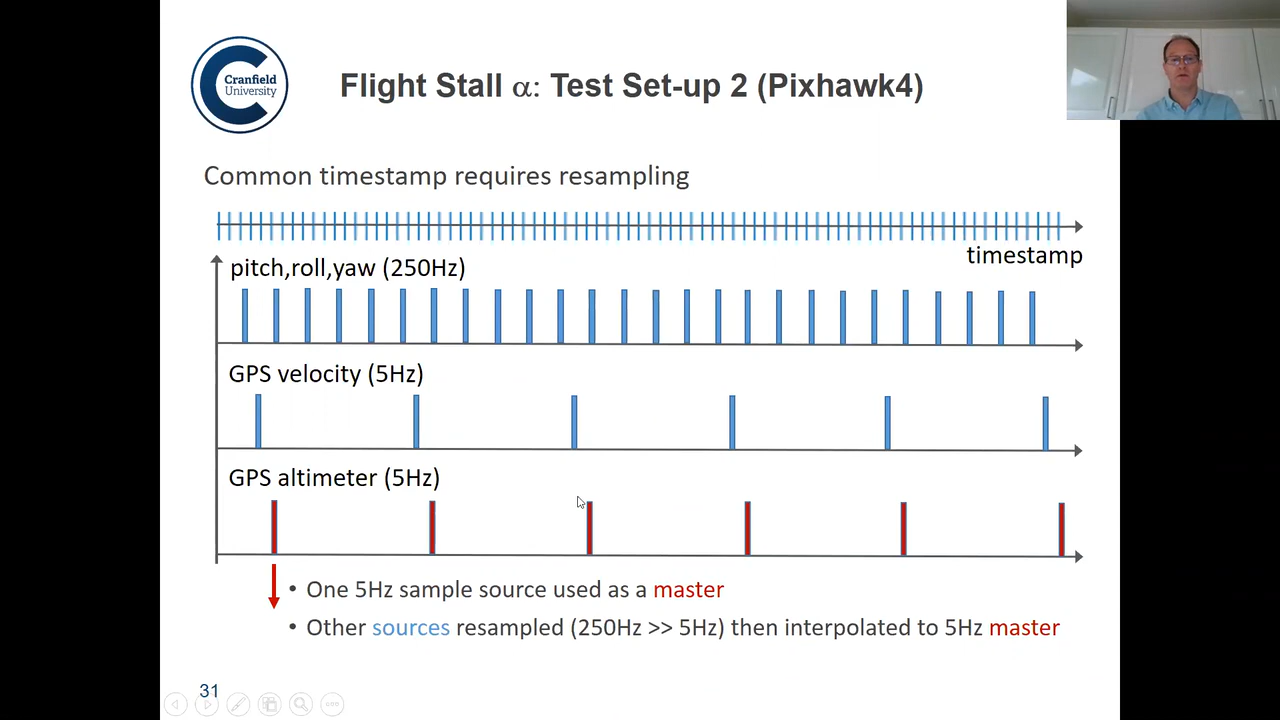 Cranfield
University
Flight Stall α: Test Set-up 2 (Pixhawk4)
Common timestamp requires resampling
timestamp
pitch,roll,yaw (250Hz)
GPS velocity (5Hz)
GPS altimeter (5Hz)
• One 5Hz sample source used as a master
• Other sources resampled (250Hz >> 5Hz) then interpolated to 5Hz master
31